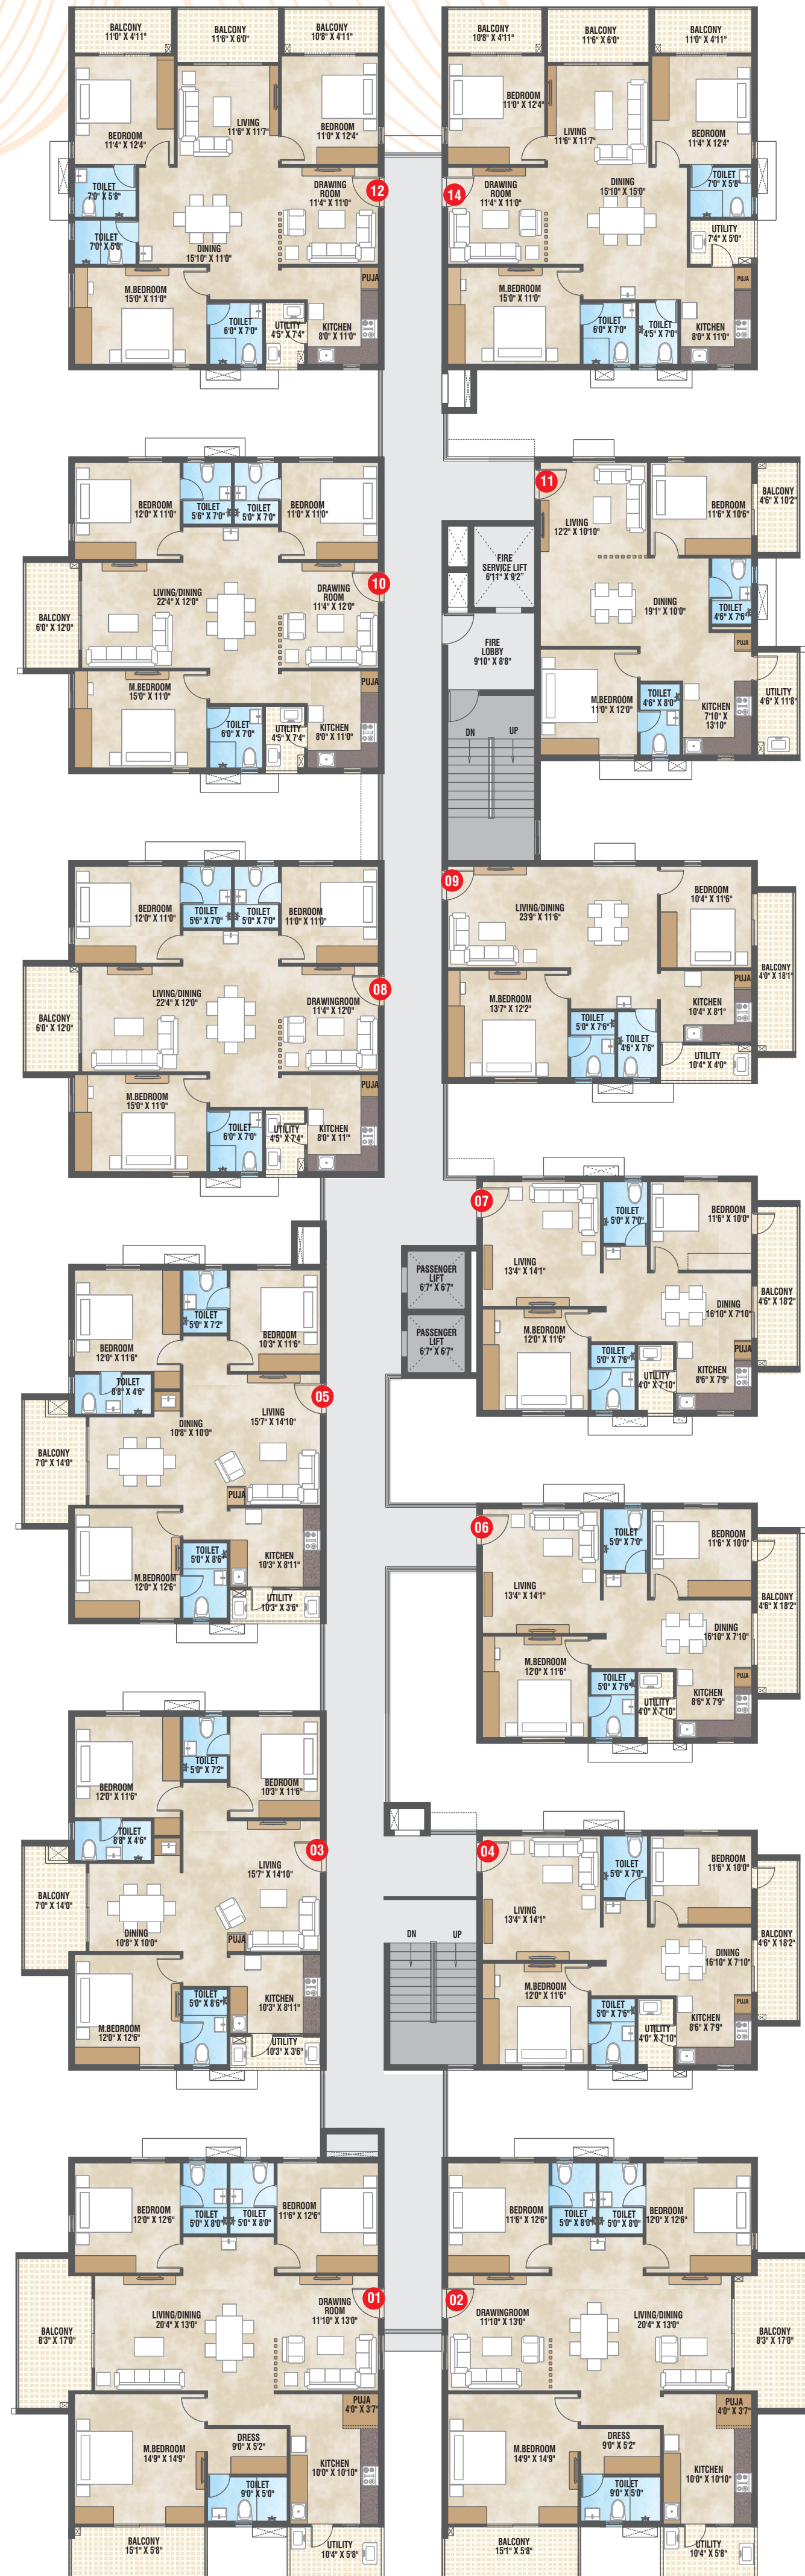 BALCONY
11'0" X 4'11"
BALCONY
11'6" X 6'0"
BALCONY
10'8" X 4'11"
BEDROOM
11'4" X 12'4"
LIVING
11'6" X 11'7"
BEDROOM
11'0" X 12'4"
TOILET
7'0" X 5'8"
DRAWING
ROOM
11'4" X 11'0"
12
TOILET
7'0" X 5'0"
DINING
15'10" X 11'0"
M.BEDROOM
15'0" X 11'0"
TOILET
6'0" X 7'0"
UTILITY
4'5" X 7'4"
KITCHEN
8'0" X 11'0"
PUJA
BALCONY
10'8" X 4'11"
BALCONY
11'6" X 6'0"
BALCONY
11'0" X 4'11"
BEDROOM
11'0" X 12'4"
LIVING
11'6" X 11'7"
BEDROOM
11'4" X 12'4"
14
DRAWING
ROOM
11'4" X 11'0"
DINING
15'10" X 15'0"
TOILET
7'0" X 5'8"
UTILITY
7'4" X 5'0"
M.BEDROOM
15'0" X 11'0"
TOILET
6'0" X 7'0"
TOILET
4'5" X 7'0"
PUJA
KITCHEN
8'0" X 11'0"
BEDROOM
12'0" X 11'0"
TOILET
5'6" X 7'0"
TOILET
5'0" X 7'0"
BEDROOM
11'0" X 11'0"
10
LIVING/DINING
22'4" X 12'0"
DRAWING
ROOM
11'4" X 12'0"
BALCONY
6'0" X 12'0"
M.BEDROOM
15'0" X 11'0"
TOILET
6'0" X 7'0"
UTILITY
4'5" X 7'4"
KITCHEN
8'0" X 11'0"
PUJA
11
LIVING
12'2" X 10'10"
BEDROOM
11'6" X 10'6"
BALCONY
4'6" X 10'2"
FIRE
SERVICE LIFT
6'11" X 9'2"
FIRE
LOBBY
9'10" X 8'8"
DINING
19'1" X 10'0"
TOILET
4'6" X 7'6"
PUJA
M.BEDROOM
11'0" X 12'0"
TOILET
4'6" X 8'0"
KITCHEN
7'10" X
13'10"
UTILITY
4'6" X 11'8"
DN
UP
BEDROOM
12'0" X 11'0"
TOILET
5'6" X 7'0"
TOILET
5'0" X 7'0"
BEDROOM
11'0" X 11'0"
08
LIVING/DINING
22'4" X 12'0"
DRAWINGROOM
11'4" X 12'0"
BALCONY
6'0" X 12'0"
M.BEDROOM
15'0" X 11'0"
TOILET
6'0" X 7'0"
UTILITY
4'5" X 7'4"
KITCHEN
8'0" X 11'"
PUJA
09
LIVING/DINING
23'9" X 11'6"
BEDROOM
10'4" X 11'6"
BALCONY
4'0" X 18'1"
M.BEDROOM
13'7" X 12'2"
PUJA
KITCHEN
10'4" X 8'1"
TOILET
5'0" X 7'6"
TOILET
4'6" X 7'6"
UTILITY
10'4" X 4'0"
07
LIVING
13'4" X 14'1"
TOILET
5'0" X 7'0"
BEDROOM
11'6" X 10'0"
BALCONY
4'6" X 18'2"
DINING
16'10" X 7'10"
M.BEDROOM
12'0" X 11'6"
TOILET
5'0" X 7'6"
UTILITY
4'0" X 7'10"
PUJA
KITCHEN
8'6" X 7'9"
PASSENGER
LIFT
6'7" X 6'7"
PASSENGER
LIFT
6'7" X 6'7"
BEDROOM
12'0" X 11'6"
TOILET
5'0" X 7'2"
BEDROOM
10'3" X 11'6"
TOILET
8'8" X 4'6"
05
LIVING
15'7" X 14'10"
DINING
10'8" X 10'0"
BALCONY
7'0" X 14'0"
PUJA
M.BEDROOM
12'0" X 12'6"
TOILET
5'0" X 8'6"
KITCHEN
10'3" X 8'11"
UTILITY
10'3" X 3'6"
06
LIVING
13'4" X 14'1"
TOILET
5'0" X 7'0"
BEDROOM
11'6" X 10'0"
BALCONY
4'6" X 18'2"
DINING
16'10" X 7'10"
M.BEDROOM
12'0" X 11'6"
TOILET
5'0" X 7'6"
UTILITY
4'0" X 7'10"
PUJA
KITCHEN
8'6" X 7'9"
BEDROOM
12'0" X 11'6"
TOILET
5'0" X 7'2"
BEDROOM
10'3" X 11'6"
TOILET
8'8" X 4'6"
03
LIVING
15'7" X 14'10"
BALCONY
7'0" X 14'0"
DINING
10'8" X 10'0"
PUJA
M.BEDROOM
12'0" X 12'6"
TOILET
5'0" X 8'6"
KITCHEN
10'3" X 8'11"
UTILITY
10'3" X 3'6"
04
LIVING
13'4" X 14'1"
TOILET
5'0" X 7'0"
BEDROOM
11'6" X 10'0"
BALCONY
4'6" X 18'2"
DINING
16'10" X 7'10"
M.BEDROOM
12'0" X 11'6"
TOILET
5'0" X 7'6"
UTILITY
4'0" X 7'10"
PUJA
KITCHEN
8'6" X 7'9"
DN
UP
BEDROOM
12'0" X 12'6"
TOILET
5'0" X 8'0"
TOILET
5'0" X 8'0"
BEDROOM
11'6" X 12'6"
01
BALCONY
8'3" X 17'0"
LIVING/DINING
20'4" X 13'0"
DRAWING
ROOM
11'10" X 13'0"
PUJA
4'0" X 3'7"
M.BEDROOM
14'9" X 14'9"
DRESS
9'0" X 5'2"
TOILET
9'0" X 5'0"
KITCHEN
10'0" X 10'10"
BALCONY
15'1" X 5'8"
UTILITY
10'4" X 5'8"
BEDROOM
11'6" X 12'6"
TOILET
5'0" X 8'0"
TOILET
5'0" X 8'0"
BEDROOM
12'0" X 12'6"
02
DRAWINGROOM
11'10" X 13'0"
LIVING/DINING
20'4" X 13'0"
BALCONY
8'3" X 17'0"
PUJA
4'0" X 3'7"
M.BEDROOM
14'9" X 14'9"
DRESS
9'0" X 5'2"
TOILET
9'0" X 5'0"
KITCHEN
10'0" X 10'10"
BALCONY
15'1" X 5'8"
UTILITY
10'4" X 5'8"